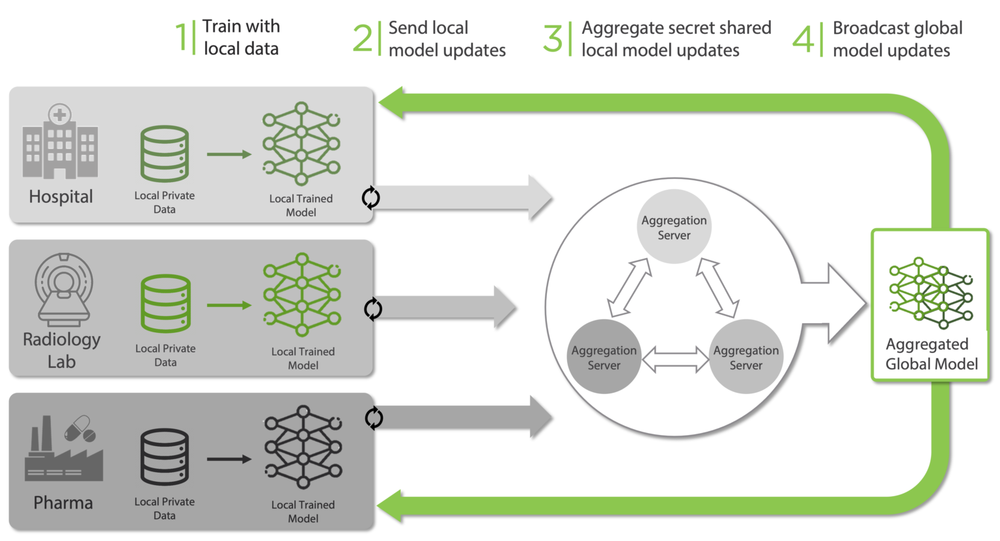 1 Train with
local data
2 Send local
model updates
3 Aggregate secret shared
local model updates
4 Broadcast global
model updates
Hospital
Local Private
Data
Local Trained
Model
Radiology
Lab
Local Private
Data
Local Trained
Model
Pharma
Local Private
Data
Local Trained
Model
Aggregation
Server
Aggregation
Server
Aggregation
Server
Aggregated
Global Model